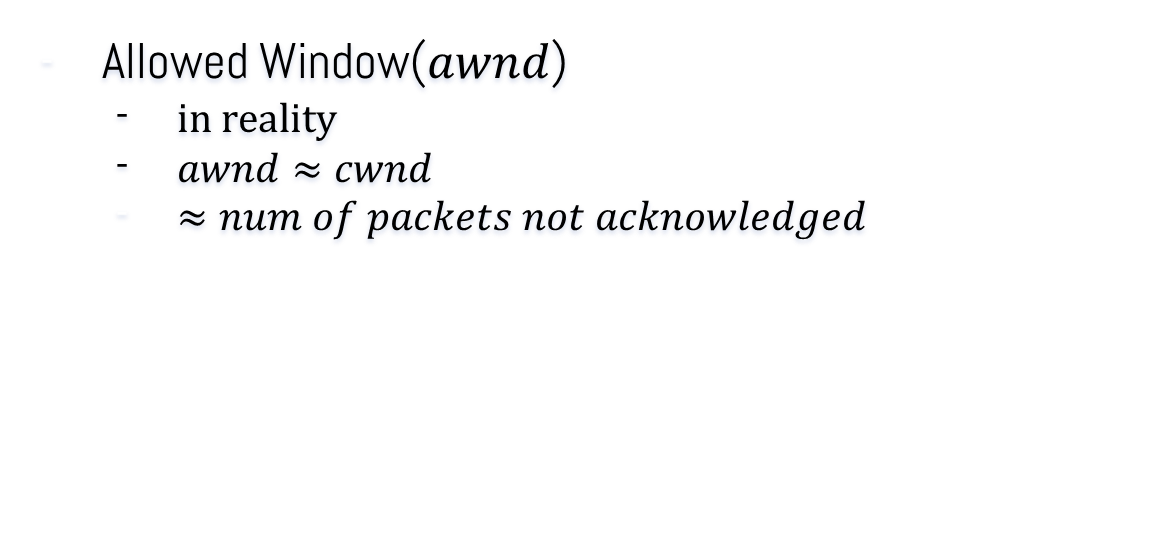 - Allowed Window(awnd)
- in reality
- awnd ≈ cwnd
- ≈ num of packets not acknowledged